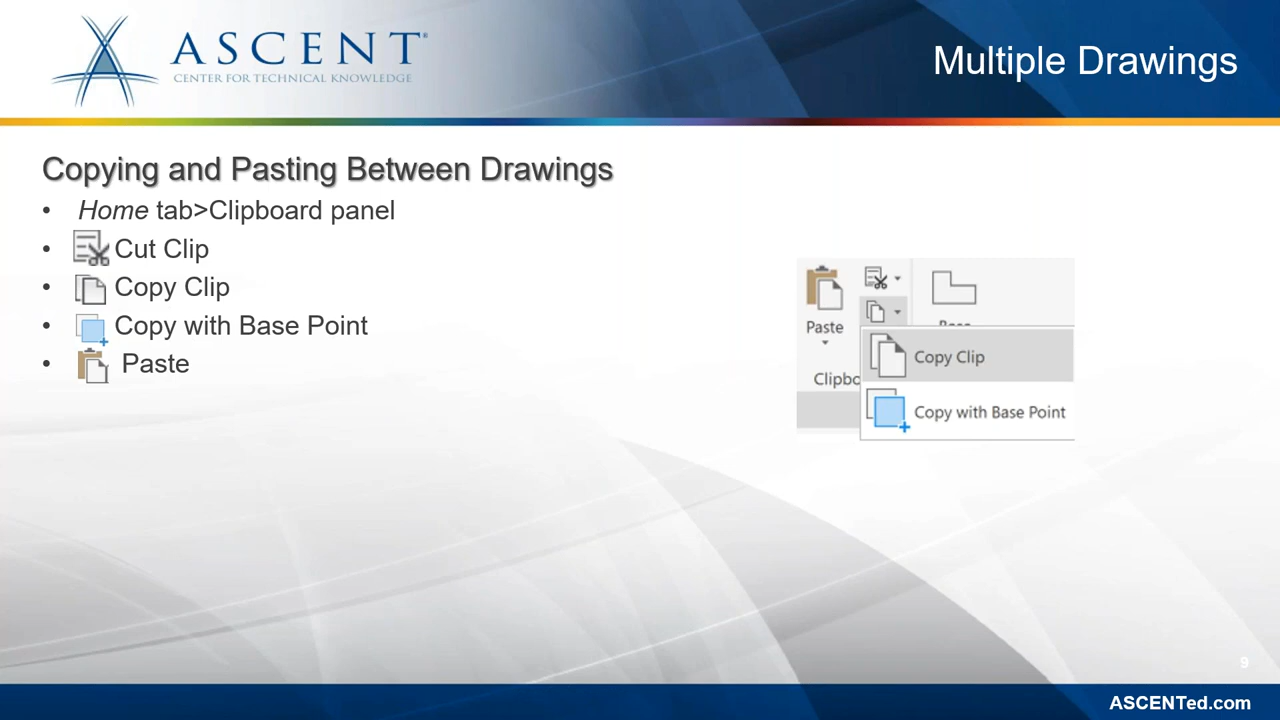 ASCENT®
CENTER FOR TECHNICAL KNOWLEDGE
Multiple Drawings
Copying and Pasting Between Drawings
• Home tab>Clipboard panel
• Cut Clip
• Copy Clip
• Copy with Base Point
• Paste
Paste
Clipbo
Copy Clip
Copy with Base Point
9
ASCENTed.com